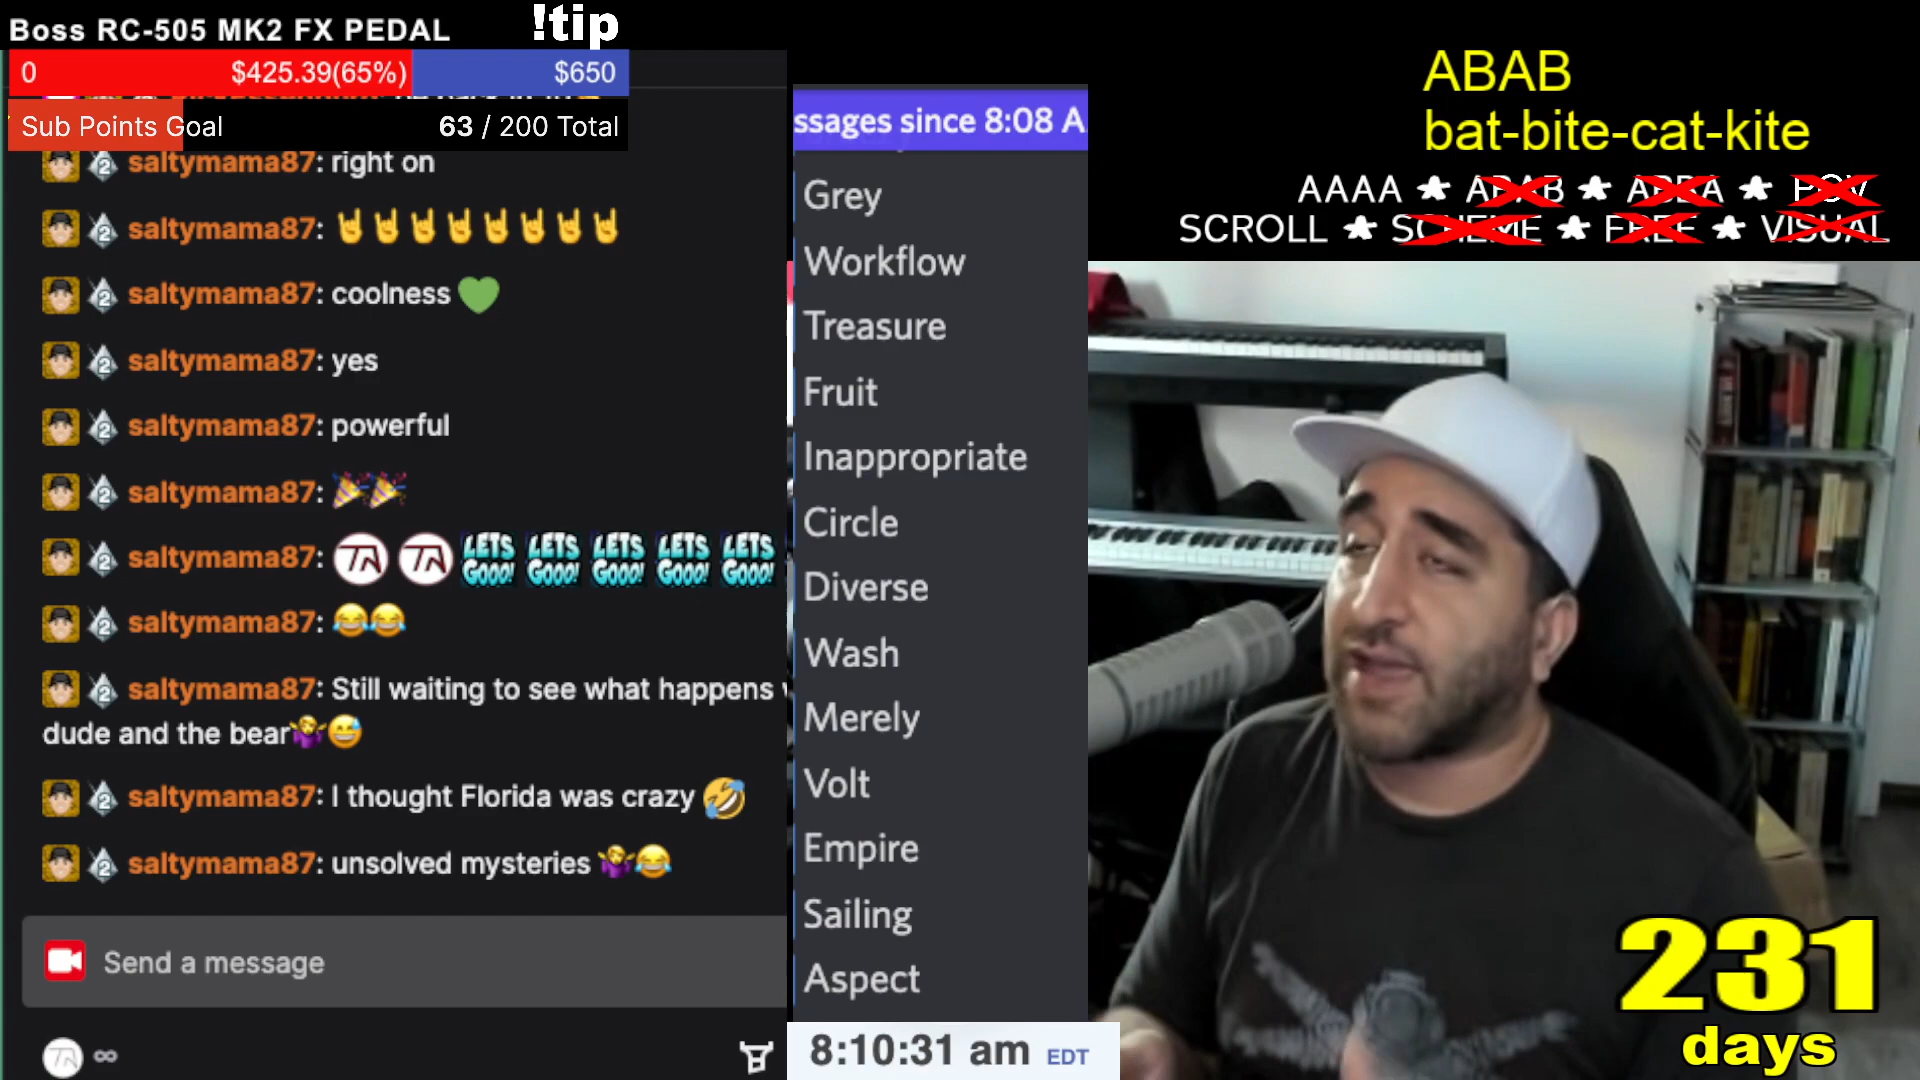 Boss RC-505 MK2 FX PEDAL
!tip
0 $425.39(65%) $650
Sub Points Goal 63 / 200 Total
saltymama87: right on
saltymama87: 🤘🤘🤘🤘🤘🤘🤘🤘
saltymama87: coolness 💚
saltymama87: yes
saltymama87: powerful
saltymama87: 🎉🎉
saltymama87: TA TA LETS GOOO! LETS GOOO! LETS GOOO! LETS GOOO! LETS GOOO!
saltymama87: 😂😂
saltymama87: Still waiting to see what happens
dude and the bear🤷‍♀️😅
saltymama87: I thought Florida was crazy 🤣
saltymama87: unsolved mysteries 🤷‍♀️😂
Send a message
TA ∞
ssages since 8:08 A
Grey
Workflow
Treasure
Fruit
Inappropriate
Circle
Diverse
Wash
Merely
Volt
Empire
Sailing
Aspect
8:10:31 am EDT
ABAB
bat-bite-cat-kite
AAAA ABAB ABBA POV
SCROLL SCHEME FREE VISUAL
231
days